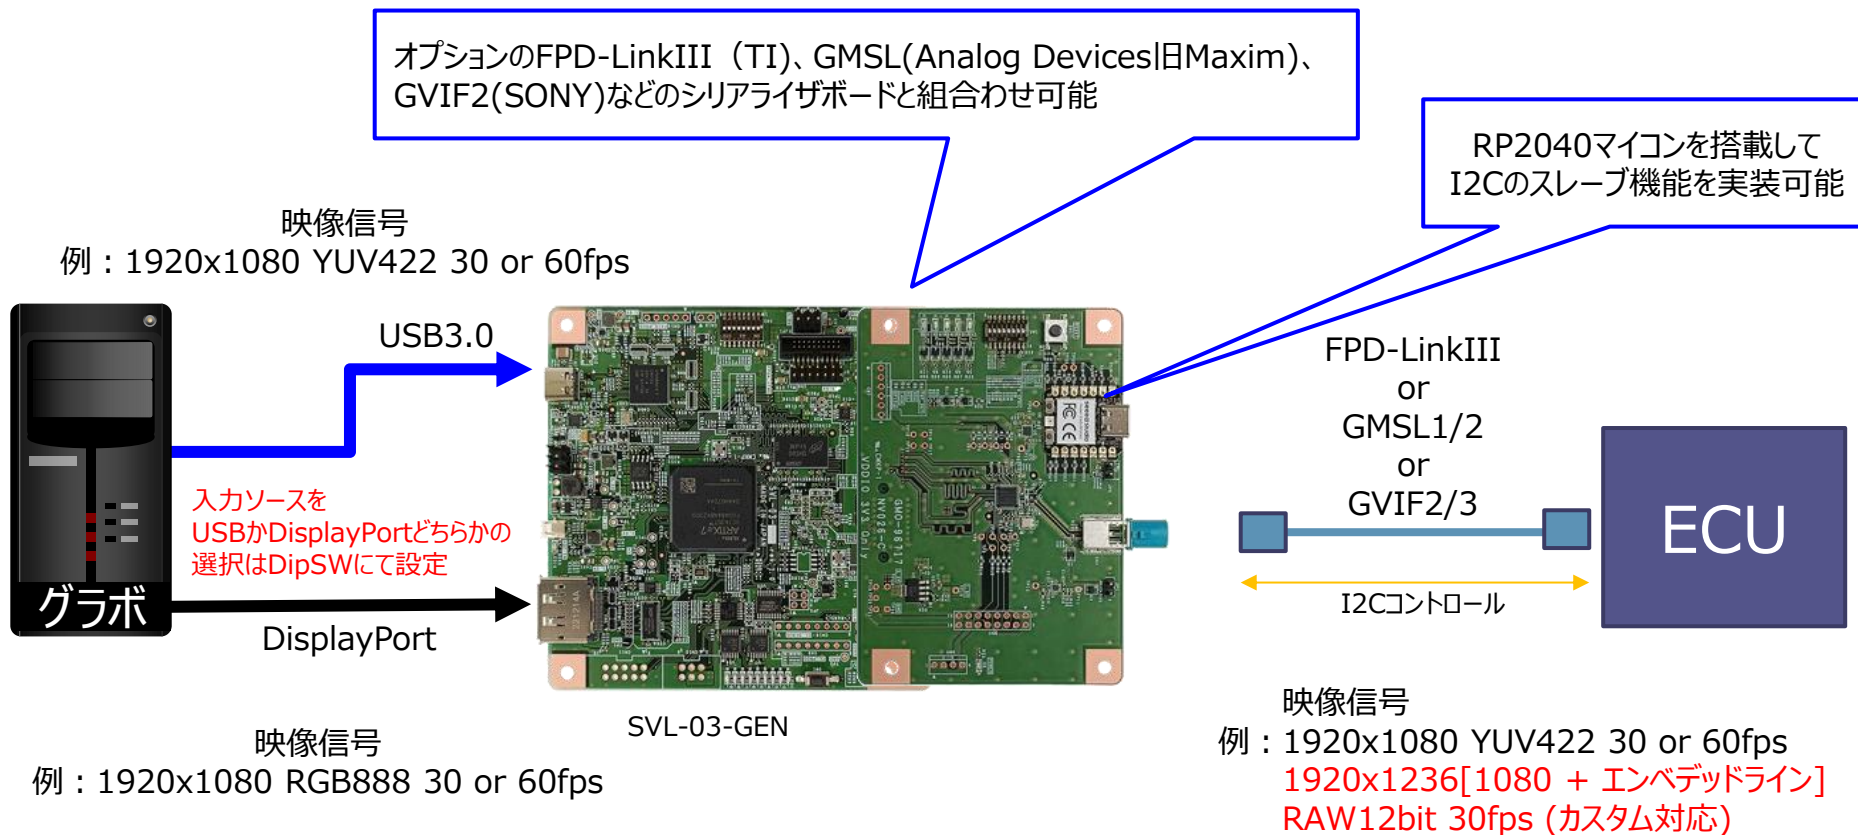 オプションのFPD-LinkIII（TI）、GMSL(Analog Devices旧Maxim)、
GVIF2(SONY)などのシリアライザボードと組合わせ可能
RP2040マイコンを搭載して
I2Cのスレーブ機能を実装可能
映像信号
例：1920x1080 YUV422 30 or 60fps
USB3.0
入力ソースを
USBかDisplayPortどちらかの
選択はDipSWにて設定
グラボ
DisplayPort
映像信号
例：1920x1080 RGB888 30 or 60fps
ARTIX-7
VDDIO 3V3 Only
SVL-03-GEN
FPD-LinkIII
or
GMSL1/2
or
GVIF2/3
ECU
I2Cコントロール
映像信号
例：1920x1080 YUV422 30 or 60fps
1920x1236[1080 + エンベデッドライン]
RAW12bit 30fps (カスタム対応)